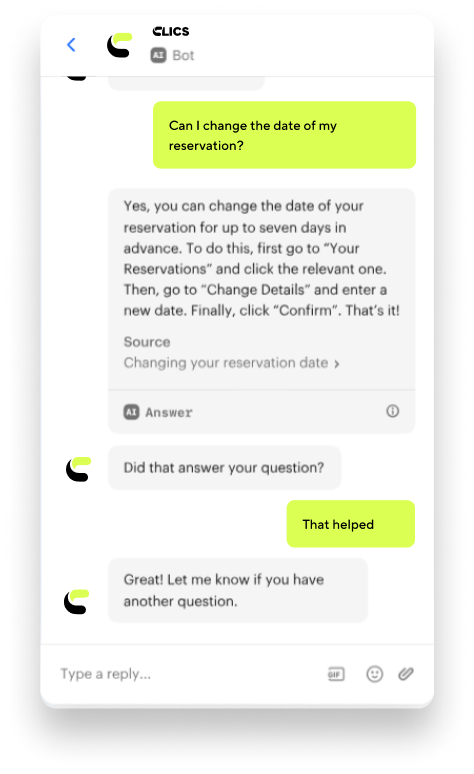 CLICS
AI Bot
Can I change the date of my
reservation?
Yes, you can change the date of your
reservation for up to seven days in
advance. To do this, first go to “Your
Reservations” and click the relevant one.
Then, go to “Change Details” and enter a
new date. Finally, click “Confirm”. That’s it!
Source
Changing your reservation date ›
AI Answer
Did that answer your question?
That helped
Great! Let me know if you have
another question.
Type a reply...
GIF